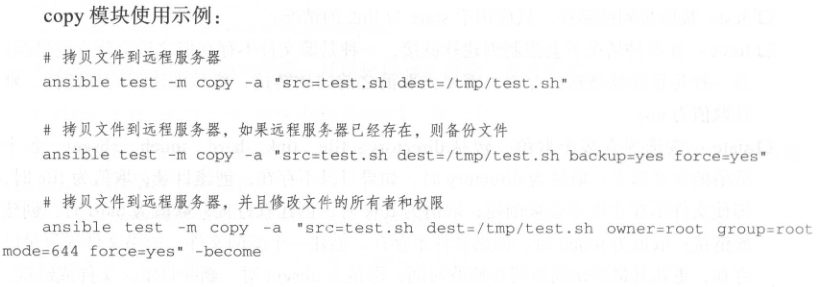 copy 模块使用示例：
# 拷贝文件到远程服务器
ansible test -m copy -a "src=test.sh dest=/tmp/test.sh"
# 拷贝文件到远程服务器，如果远程服务器已经存在，则备份文件
ansible test -m copy -a "src=test.sh dest=/tmp/test.sh backup=yes force=yes"
# 拷贝文件到远程服务器，并且修改文件的所有者和权限
ansible test -m copy -a "src=test.sh dest=/tmp/test.sh owner=root group=root
mode=644 force=yes" -become